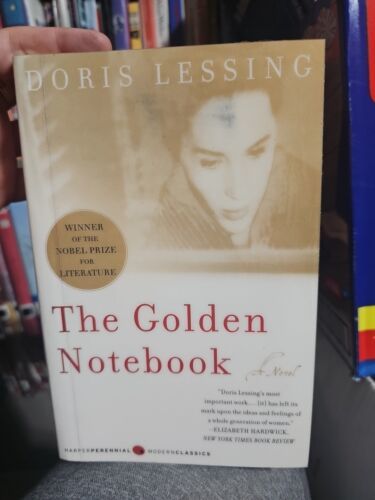 DORIS LESSING
WINNER
OF THE
NOBEL PRIZE
FOR
LITERATURE
The Golden
Notebook
A Novel
"Doris Lessing's most
important work. . . [it] has left its
mark upon the ideas and feelings of
a whole generation of women."
-ELIZABETH HARDWICK,
NEW YORK TIMES BOOK REVIEW
HARPERPERENNIAL MODERNCLASSICS